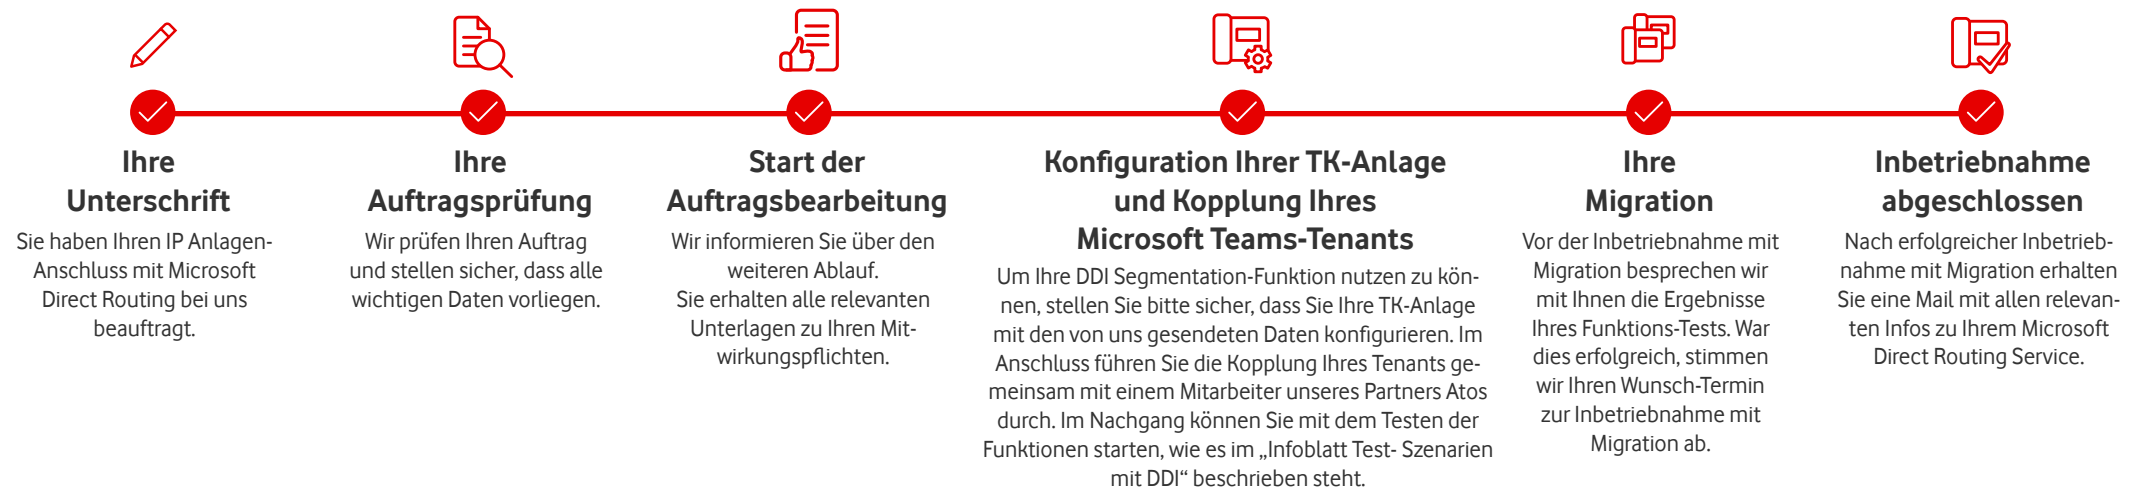 Ihre
Unterschrift
Sie haben Ihren IP Anlagen-
Anschluss mit Microsoft
Direct Routing bei uns
beauftragt.
Ihre
Auftragsprüfung
Wir prüfen Ihren Auftrag
und stellen sicher, dass alle
wichtigen Daten vorliegen.
Start der
Auftragsbearbeitung
Wir informieren Sie über den
weiteren Ablauf.
Sie erhalten alle relevanten
Unterlagen zu Ihren Mit-
wirkungspflichten.
Konfiguration Ihrer TK-Anlage
und Kopplung Ihres
Microsoft Teams-Tenants
Um Ihre DDI Segmentation-Funktion nutzen zu kön-
nen, stellen Sie bitte sicher, dass Sie Ihre TK-Anlage
mit den von uns gesendeten Daten konfigurieren. Im
Anschluss führen Sie die Kopplung Ihres Tenants ge-
meinsam mit einem Mitarbeiter unseres Partners Atos
durch. Im Nachgang können Sie mit dem Testen der
Funktionen starten, wie es im „Infoblatt Test- Szenarien
mit DDI“ beschrieben steht.
Ihre
Migration
Vor der Inbetriebnahme mit
Migration besprechen wir
mit Ihnen die Ergebnisse
Ihres Funktions-Tests. War
dies erfolgreich, stimmen
wir Ihren Wunsch-Termin
zur Inbetriebnahme mit
Migration ab.
Inbetriebnahme
abgeschlossen
Nach erfolgreicher Inbetrieb-
nahme mit Migration erhalten
Sie eine Mail mit allen relevan-
ten Infos zu Ihrem Microsoft
Direct Routing Service.